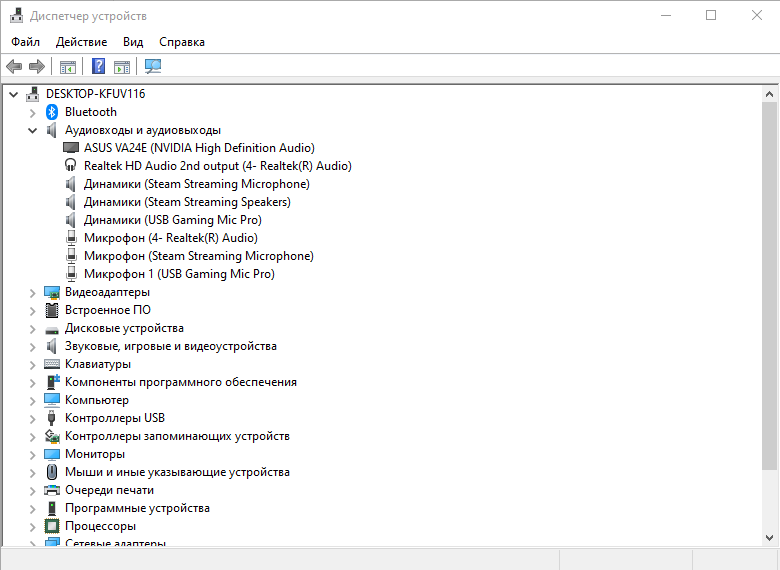 Диспетчер устройств
Файл Действие Вид Справка
DESKTOP-KFUV116
Bluetooth
Аудиовходы и аудиовыходы
ASUS VA24E (NVIDIA High Definition Audio)
Realtek HD Audio 2nd output (4- Realtek(R) Audio)
Динамики (Steam Streaming Microphone)
Динамики (Steam Streaming Speakers)
Динамики (USB Gaming Mic Pro)
Микрофон (4- Realtek(R) Audio)
Микрофон (Steam Streaming Microphone)
Микрофон 1 (USB Gaming Mic Pro)
Видеоадаптеры
Встроенное ПО
Дисковые устройства
Звуковые, игровые и видеоустройства
Клавиатуры
Компоненты программного обеспечения
Компьютер
Контроллеры USB
Контроллеры запоминающих устройств
Мониторы
Мыши и иные указывающие устройства
Очереди печати
Программные устройства
Процессоры
Сетевые адаптеры